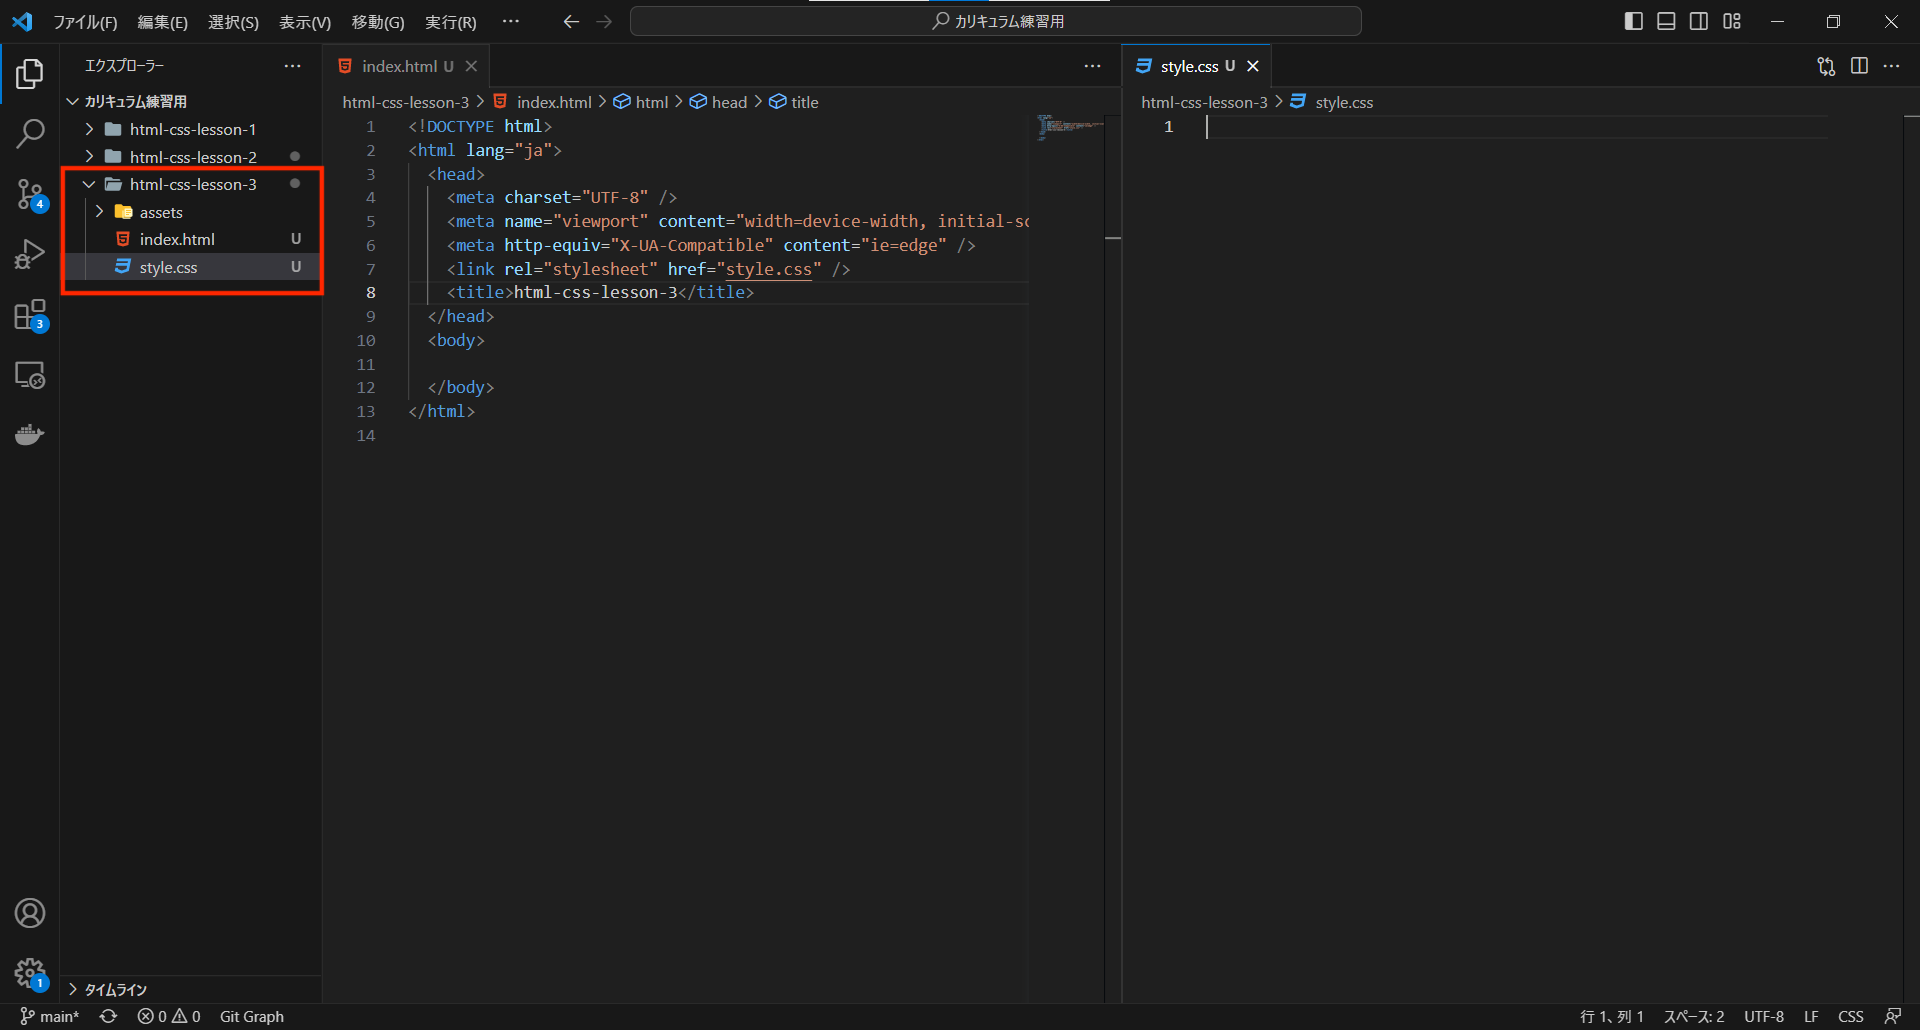 ファイル(F) 編集(E) 選択(S) 表示(V) 移動(G) 実行(R) ···
カリキュラム練習用
エクスプローラー
カリキュラム練習用
html-css-lesson-1
html-css-lesson-2
html-css-lesson-3
assets
index.html U
style.css U
タイムライン
4
3
1
index.html U
html-css-lesson-3 > index.html > html > head > title
1 <!DOCTYPE html>
2 <html lang="ja">
3 <head>
4 <meta charset="UTF-8" />
5 <meta name="viewport" content="width=device-width, initial-sc
6 <meta http-equiv="X-UA-Compatible" content="ie=edge" />
7 <link rel="stylesheet" href="style.css" />
8 <title>html-css-lesson-3</title>
9 </head>
10 <body>
11
12 </body>
13 </html>
14
style.css U
html-css-lesson-3 > style.css
1
main* 0 0 Git Graph
行 1、列 1 スペース: 2 UTF-8 LF CSS